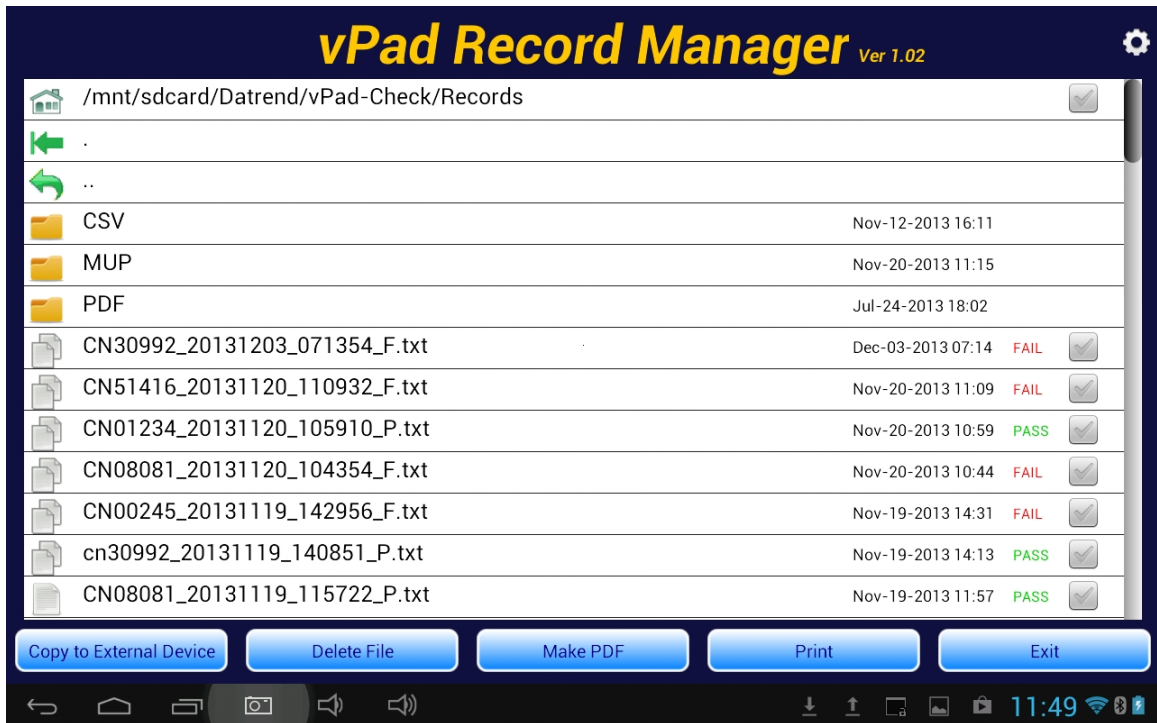 vPad Record Manager Ver 1.02
/mnt/sdcard/Datrend/vPad-Check/Records
.
..
CSV Nov-12-2013 16:11
MUP Nov-20-2013 11:15
PDF Jul-24-2013 18:02
CN30992_20131203_071354_F.txt Dec-03-2013 07:14 FAIL
CN51416_20131120_110932_F.txt Nov-20-2013 11:09 FAIL
CN01234_20131120_105910_P.txt Nov-20-2013 10:59 PASS
CN08081_20131120_104354_F.txt Nov-20-2013 10:44 FAIL
CN00245_20131119_142956_F.txt Nov-19-2013 14:31 FAIL
cn30992_20131119_140851_P.txt Nov-19-2013 14:13 PASS
CN08081_20131119_115722_P.txt Nov-19-2013 11:57 PASS
Copy to External Device Delete File Make PDF Print Exit
11:49